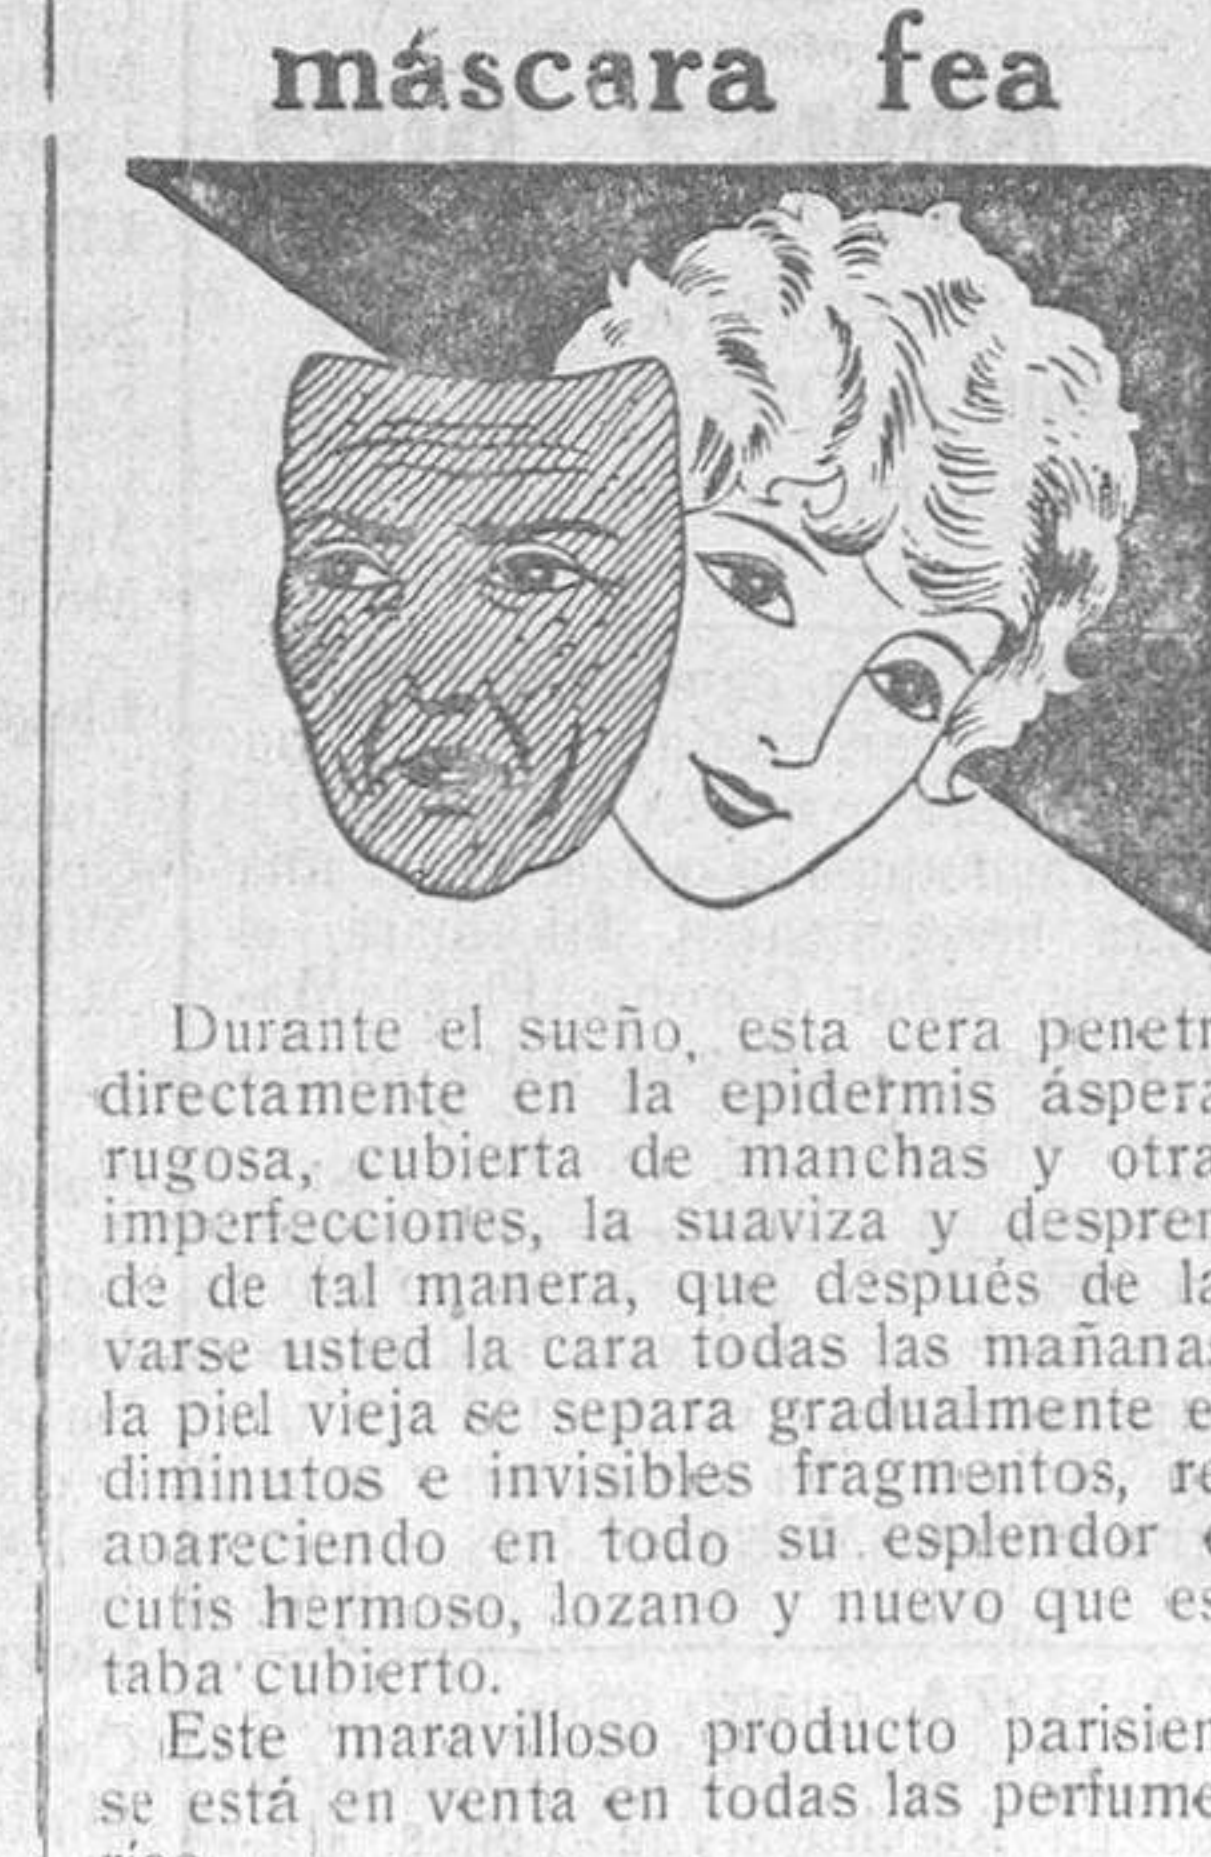 máscara fea
Durante el sueño, esta cera penetr
directamente en la epidermis áspera
rugosa, cubierta de manchas y otra
imperfecciones, la suaviza y despren
de de tal manera, que después de la
varse usted la cara todas las mañanas
la piel vieja se separa gradualmente e
diminutos e invisibles fragmentos, re
apareciendo en todo su esplendor e
cutis hermoso, lozano y nuevo que es
taba cubierto.
Este maravilloso producto parisien
se está en venta en todas las perfume